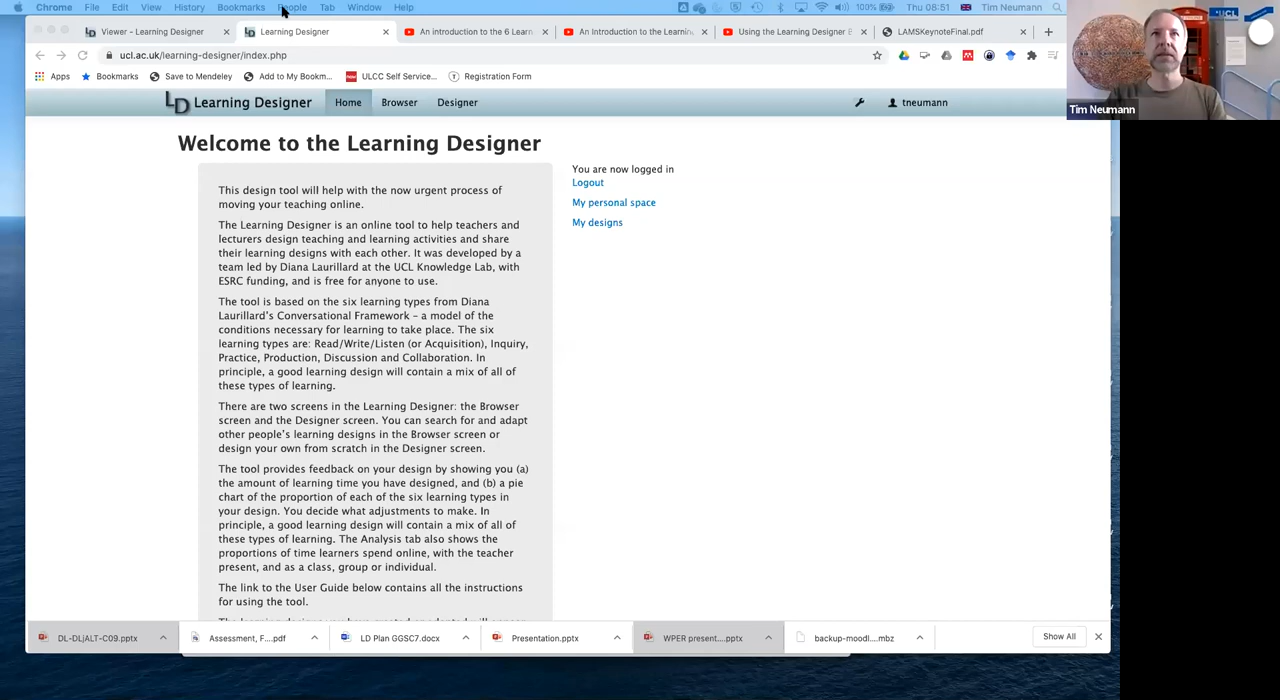 Chrome File Edit View History Bookmarks People Tab Window Help 100% Thu 08:51 Tim Neumann
Viewer - Learning Designer Learning Designer An introduction to the 6 Learn An Introduction to the Learnin Using the Learning Designer LAMSKeynoteFinal.pdf
ucl.ac.uk/learning-designer/index.php
Apps Bookmarks Save to Mendeley Add to My Bookm... ULCC Self Service... Registration Form
Tim Neumann
LD Learning Designer Home Browser Designer tneumann
Welcome to the Learning Designer
You are now logged in
Logout
My personal space
My designs
This design tool will help with the now urgent process of
moving your teaching online.
The Learning Designer is an online tool to help teachers and
lecturers design teaching and learning activities and share
their learning designs with each other. It was developed by a
team led by Diana Laurillard at the UCL Knowledge Lab, with
ESRC funding, and is free for anyone to use.
The tool is based on the six learning types from Diana
Laurillard's Conversational Framework – a model of the
conditions necessary for learning to take place. The six
learning types are: Read/Write/Listen (or Acquisition), Inquiry,
Practice, Production, Discussion and Collaboration. In
principle, a good learning design will contain a mix of all of
these types of learning.
There are two screens in the Learning Designer: the Browser
screen and the Designer screen. You can search for and adapt
other people's learning designs in the Browser screen or
design your own from scratch in the Designer screen.
The tool provides feedback on your design by showing you (a)
the amount of learning time you have designed, and (b) a pie
chart of the proportion of each of the six learning types in
your design. You decide what adjustments to make. In
principle, a good learning design will contain a mix of all of
these types of learning. The Analysis tab also shows the
proportions of time learners spend online, with the teacher
present, and as a class, group or individual.
The link to the User Guide below contains all the instructions
for using the tool.
DL-DLjALT-C09.pptx Assessment, F....pdf LD Plan GGSC7.docx Presentation.pptx WPER present....pptx backup-moodl....mbz Show All